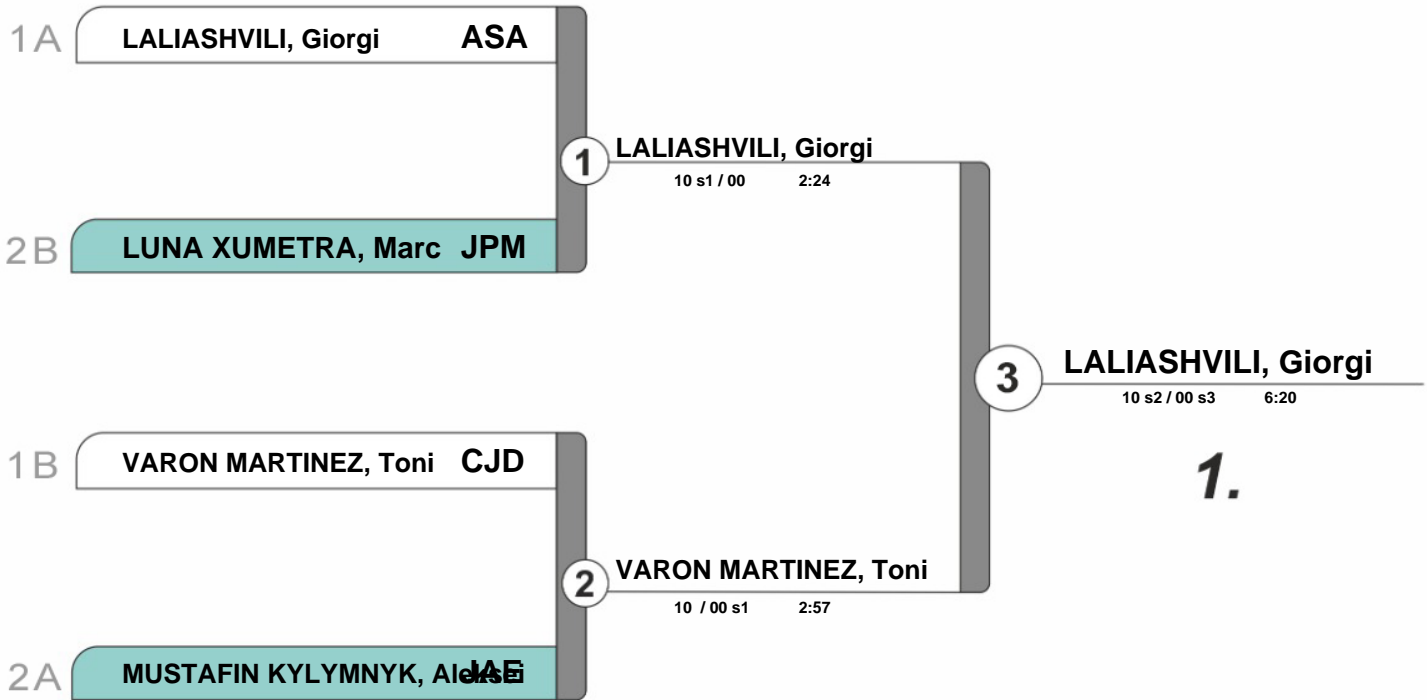 1A LALIASHVILI, Giorgi ASA
1 LALIASHVILI, Giorgi
10 s1 / 00 2:24
2B LUNA XUMETRA, Marc JPM
3 LALIASHVILI, Giorgi
10 s2 / 00 s3 6:20
1B VARON MARTINEZ, Toni CJD
1.
2 VARON MARTINEZ, Toni
10 / 00 s1 2:57
2A MUSTAFIN KYLYMNYK, Aleksei JAE